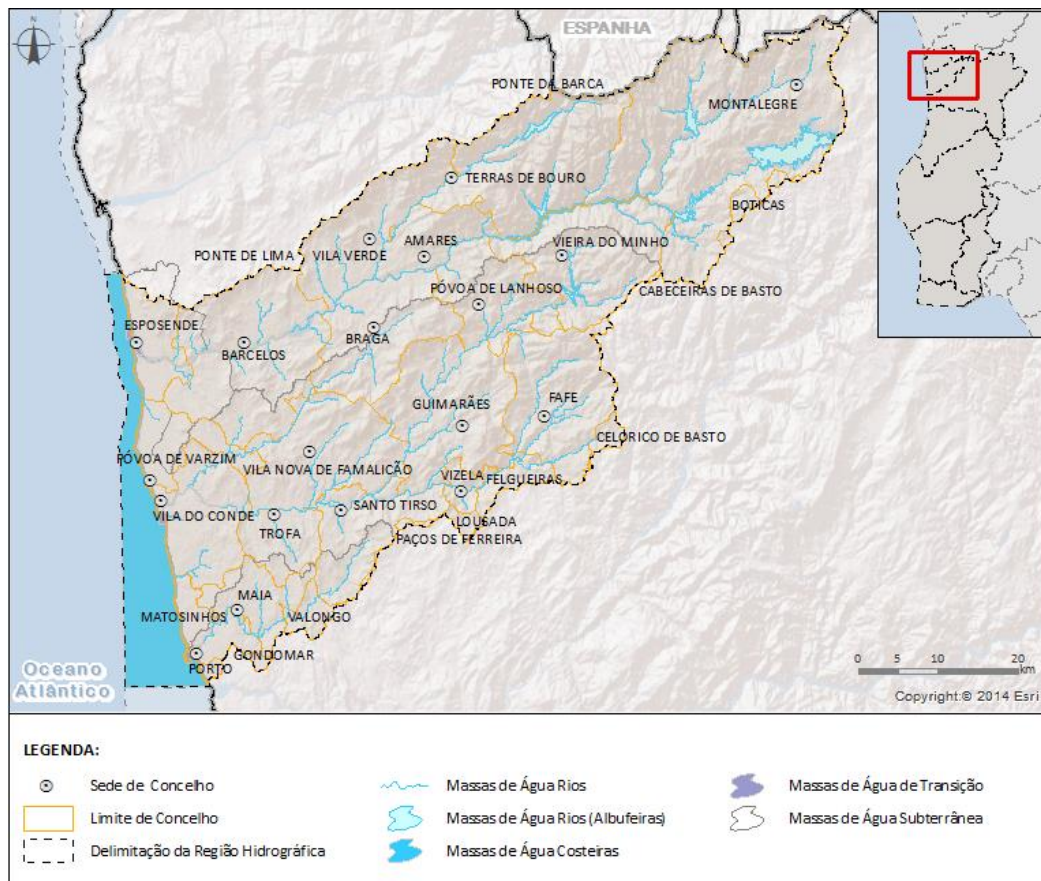 ESPANHA
PONTE DA BARCA
MONTALEGRE
TERRAS DE BOURO
BOTICAS
PONTE DE LIMA
VILA VERDE
AMARES
VIEIRA DO MINHO
PÓVOA DE LANHOSO
CABECEIRAS DE BASTO
ESPOSENDE
BARCELOS
BRAGA
GUIMARÃES
FAFE
CELORICO DE BASTO
PÓVOA DE VARZIM
VILA NOVA DE FAMALICÃO
VIZELA
FELGUEIRAS
VILA DO CONDE
TROFA
SANTO TIRSO
LOUSADA
PAÇOS DE FERREIRA
MAIA
MATOSINHOS
VALONGO
GONDOMAR
PORTO
Oceano
Atlântico
0 5 10 20
km
Copyright:© 2014 Esri
LEGENDA:
Sede de Concelho
Limite de Concelho
Delimitação da Região Hidrográfica
Massas de Água Rios
Massas de Água Rios (Albufeiras)
Massas de Água Costeiras
Massas de Água de Transição
Massas de Água Subterrânea